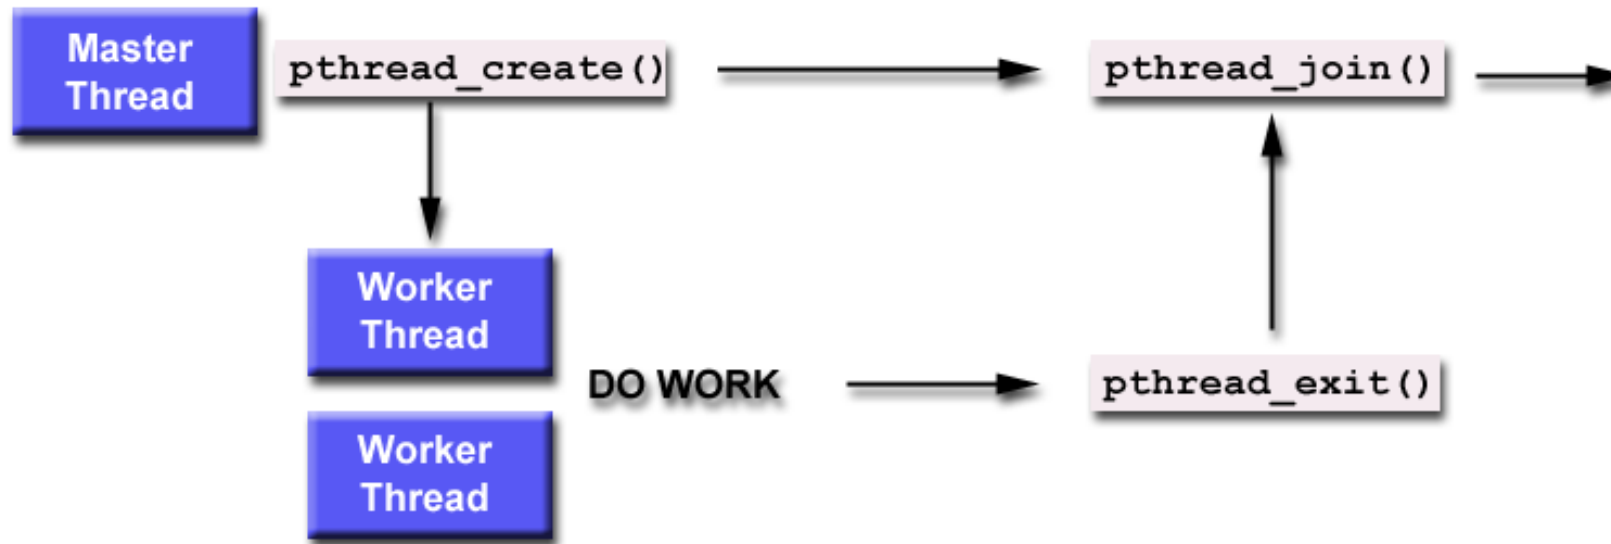 Master
Thread
pthread_create()
pthread_join()
Worker
Thread
DO WORK
pthread_exit()
Worker
Thread